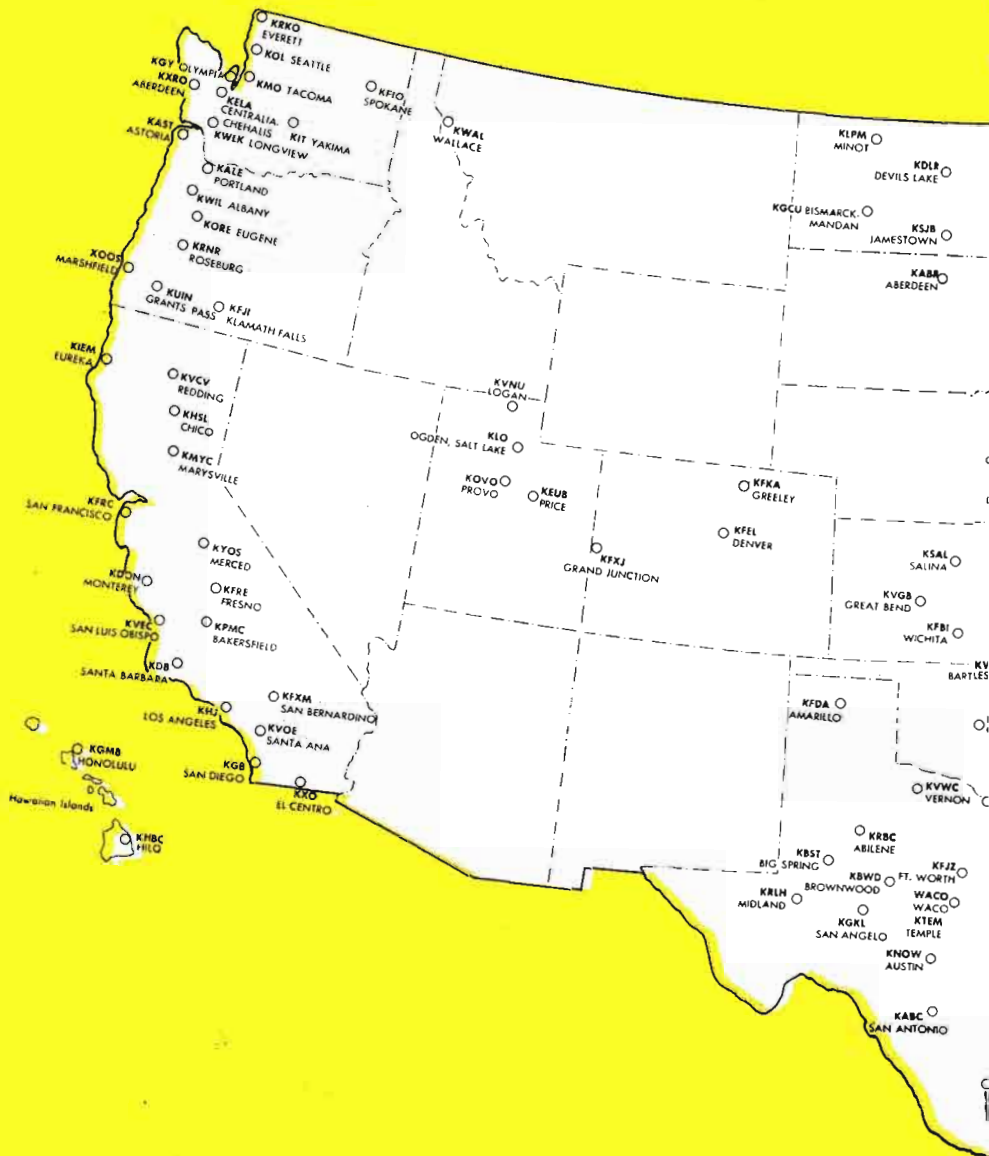 KRKO
EVERETT
KOL SEATTLE
KGY OLYMPIA
KXRO
ABERDEEN
KMO TACOMA
KELA
CENTRALIA.
CHEHALIS
KFIO
SPOKANE
KIT YAKIMA
KWLK LONGVIEW
KAST
ASTORIA
KWAL
WALLACE
KALE
PORTLAND
KWIL ALBANY
KORE EUGENE
KRNR
ROSEBURG
KOOS
MARSHFIELD
KUIN
GRANTS PASS
KFJI
KLAMATH FALLS
KLPM
MINOT
KDLR
DEVILS LAKE
KGCU BISMARCK.
MANDAN
KSJB
JAMESTOWN
KABR
ABERDEEN
KIEM
EUREKA
KVCV
REDDING
KHSL
CHICO
KMYC
MARYSVILLE
KFRC
SAN FRANCISCO
KYOS
MERCED
KDON
MONTEREY
KFRE
FRESNO
KVEC
SAN LUIS OBISPO
KPMC
BAKERSFIELD
KDB
SANTA BARBARA
KFXM
SAN BERNARDINO
KHJ
LOS ANGELES
KVOE
SANTA ANA
KGB
SAN DIEGO
KXO
EL CENTRO
KVNU
LOGAN
KLO
OGDEN, SALT LAKE
KOVO
PROVO
KEUB
PRICE
KFKA
GREELEY
KFEL
DENVER
KFXJ
GRAND JUNCTION
KSAL
SALINA
KVGB
GREAT BEND
KFBI
WICHITA
KV
BARTLES
KFDA
AMARILLO
KVWC
VERNON
KRBC
ABILENE
KBST
BIG SPRING
KBWD
BROWNWOOD
KFJZ
FT. WORTH
KRLH
MIDLAND
WACO
WACO
KGKL
SAN ANGELO
KTEM
TEMPLE
KNOW
AUSTIN
KABC
SAN ANTONIO
KGMB
HONOLULU
Hawaiian Islands
KHBC
HILO